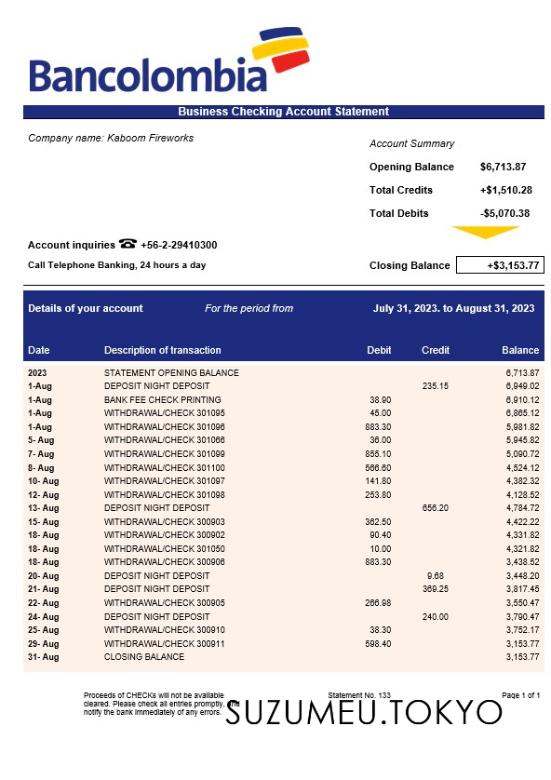 Bancolombia
Business Checking Account Statement
Company name: Kaboom Fireworks
Account Summary
Opening Balance $6,713.87
Total Credits +$1,510.28
Total Debits -$5,070.38
Account inquiries ☎ +56-2-29410300
Call Telephone Banking, 24 hours a day
Closing Balance +$3,153.77
Details of your account For the period from July 31, 2023. to August 31, 2023
Date Description of transaction Debit Credit Balance
2023 STATEMENT OPENING BALANCE 6,713.87
1-Aug DEPOSIT NIGHT DEPOSIT 235.15 6,949.02
1-Aug BANK FEE CHECK PRINTING 38.90 6,910.12
1-Aug WITHDRAWAL/CHECK 301095 45.00 6,865.12
1-Aug WITHDRAWAL/CHECK 301096 883.30 5,981.82
5- Aug WITHDRAWAL/CHECK 301066 36.00 5,945.82
7- Aug WITHDRAWAL/CHECK 301099 855.10 5,090.72
8- Aug WITHDRAWAL/CHECK 301100 566.60 4,524.12
10- Aug WITHDRAWAL/CHECK 301097 141.80 4,382.32
12- Aug WITHDRAWAL/CHECK 301098 253.80 4,128.52
13- Aug DEPOSIT NIGHT DEPOSIT 656.20 4,784.72
15- Aug WITHDRAWAL/CHECK 300903 362.50 4,422.22
18- Aug WITHDRAWAL/CHECK 300902 90.40 4,331.82
18- Aug WITHDRAWAL/CHECK 301050 10.00 4,321.82
18- Aug WITHDRAWAL/CHECK 300906 883.30 3,438.52
20- Aug DEPOSIT NIGHT DEPOSIT 9.68 3,448.20
21- Aug DEPOSIT NIGHT DEPOSIT 369.25 3,817.45
22- Aug WITHDRAWAL/CHECK 300905 266.98 3,550.47
24- Aug DEPOSIT NIGHT DEPOSIT 240.00 3,790.47
25- Aug WITHDRAWAL/CHECK 300910 38.30 3,752.17
29- Aug WITHDRAWAL/CHECK 300911 598.40 3,153.77
31- Aug CLOSING BALANCE 3,153.77
Proceeds of CHECKs will not be available Statement No. 133 Page 1 of 1
cleared. Please check all entries promptly, and
notify the bank immediately of any errors.
SUZUMEU.TOKYO